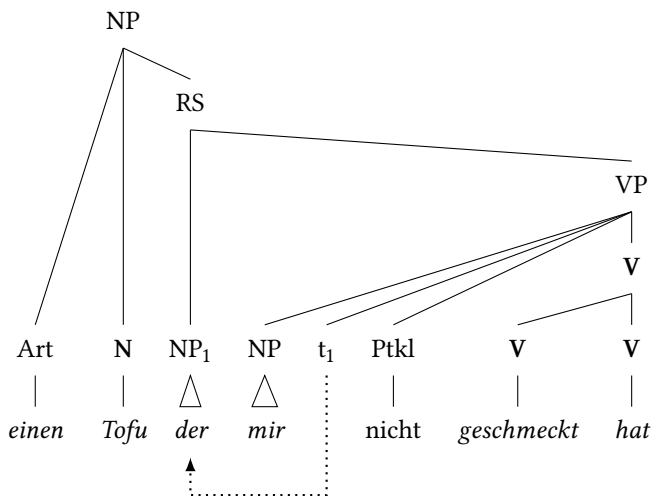 NP
RS
VP
V
Art N NP₁ NP t₁ Ptkl V V
einen Tofu der mir nicht geschmeckt hat